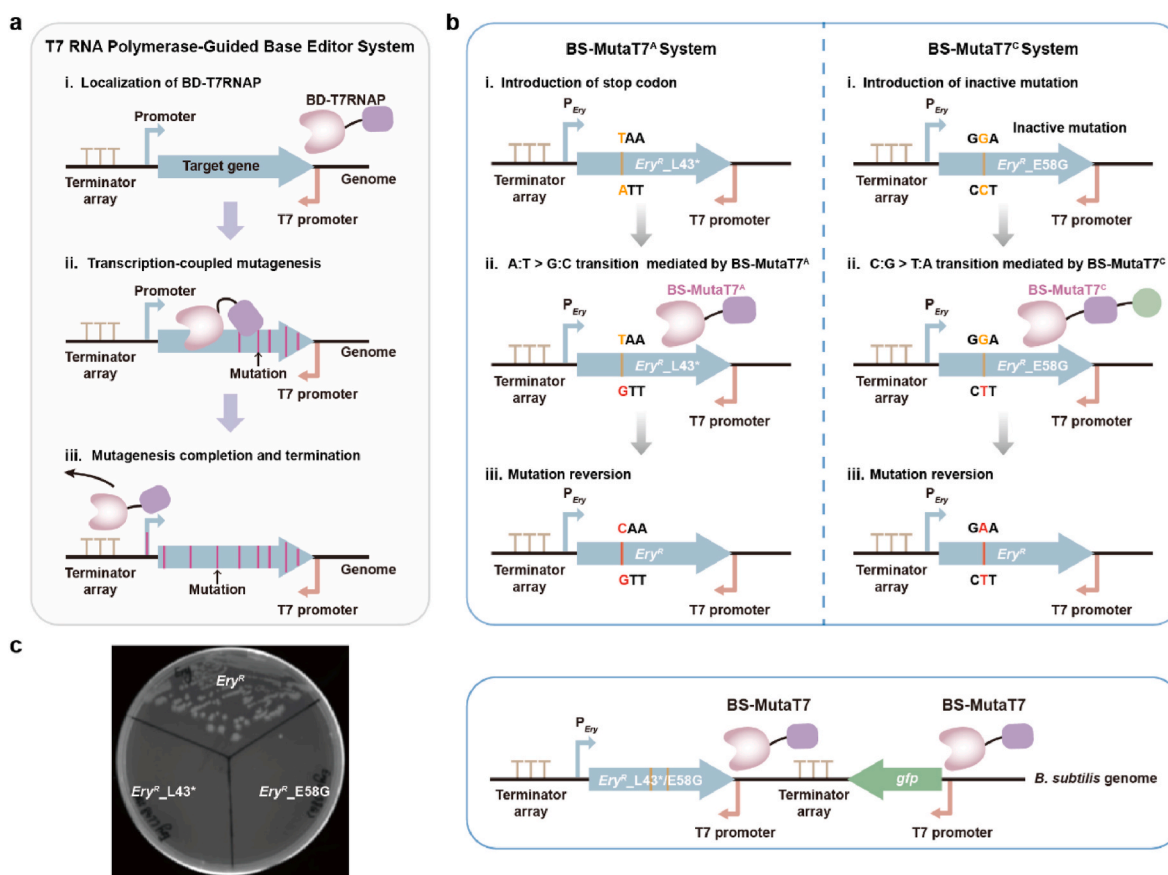 a
T7 RNA Polymerase-Guided Base Editor System
i. Localization of BD-T7RNAP
BD-T7RNAP
Promoter
Target gene
Terminator
array
Genome
T7 promoter
ii. Transcription-coupled mutagenesis
Promoter
Terminator
array
Mutation
Genome
T7 promoter
iii. Mutagenesis completion and termination
Terminator
array
Mutation
Genome
T7 promoter
b
BS-MutaT7ᴬ System
i. Introduction of stop codon
P Ery
TAA
Eryᴿ_L43*
ATT
Terminator
array
T7 promoter
ii. A:T > G:C transition mediated by BS-MutaT7ᴬ
BS-MutaT7ᴬ
P Ery
TAA
Eryᴿ_L43*
GTT
Terminator
array
T7 promoter
iii. Mutation reversion
P Ery
CAA
Eryᴿ
GTT
Terminator
array
T7 promoter
BS-MutaT7ᶜ System
i. Introduction of inactive mutation
P Ery
GGA
Inactive mutation
Eryᴿ_E58G
CCT
Terminator
array
T7 promoter
ii. C:G > T:A transition mediated by BS-MutaT7ᶜ
BS-MutaT7ᶜ
P Ery
GGA
Eryᴿ_E58G
CTT
Terminator
array
T7 promoter
iii. Mutation reversion
P Ery
GAA
Eryᴿ
CTT
Terminator
array
T7 promoter
c
Eryᴿ
Eryᴿ_L43*
Eryᴿ_E58G
BS-MutaT7
BS-MutaT7
P Ery
Eryᴿ_L43*/E58G
gfp
B. subtilis genome
Terminator
array
Terminator
array
T7 promoter
T7 promoter